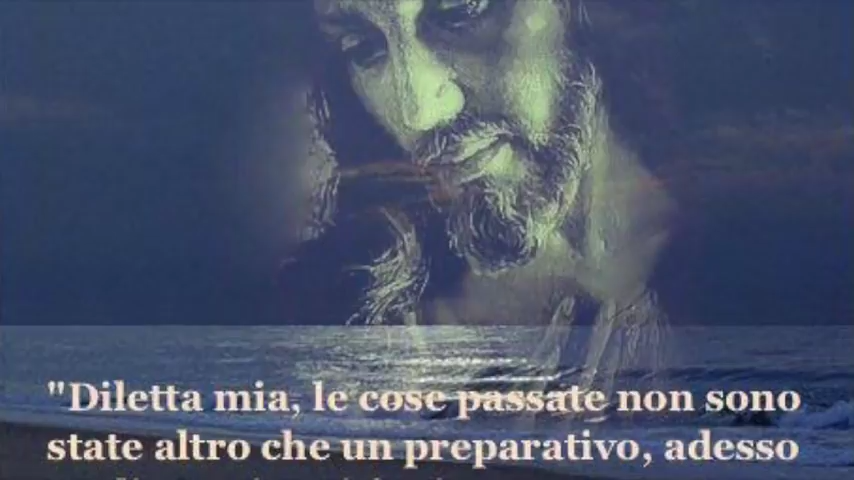 "Diletta mia, le cose passate non sono
state altro che un preparativo, adesso